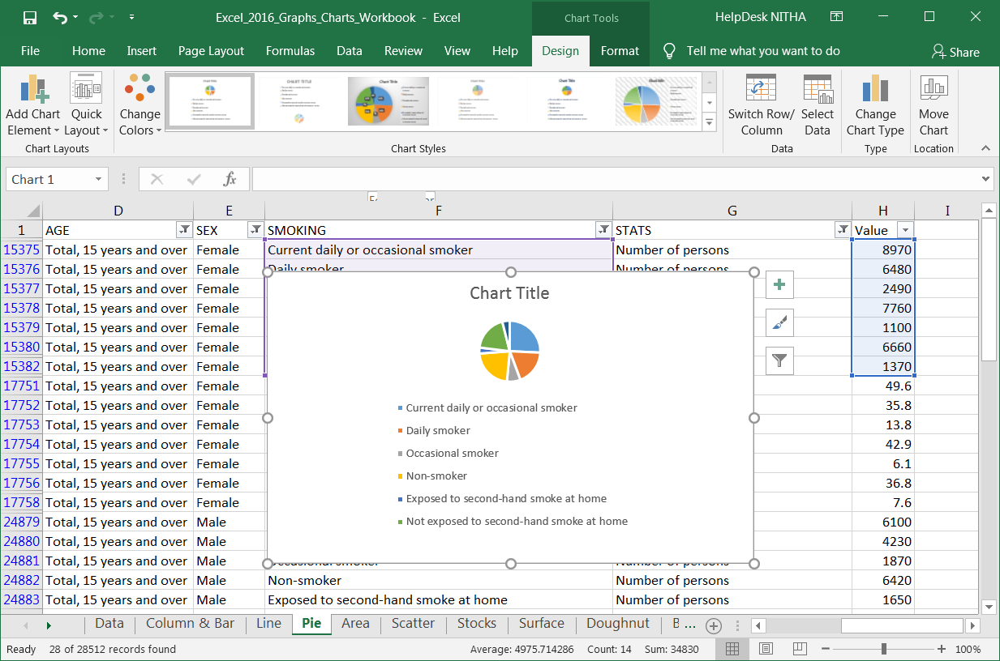 Excel_2016_Graphs_Charts_Workbook - Excel
Chart Tools
HelpDesk NITHA
File Home Insert Page Layout Formulas Data Review View Help Design Format Tell me what you want to do Share
Add Chart Element
Quick Layout
Change Colors
Switch Row/ Column
Select Data
Change Chart Type
Move Chart
Chart Layouts
Chart Styles
Data
Type
Location
Chart 1
fx
D E F G H I
1 AGE SEX SMOKING STATS Value
15375 Total, 15 years and over Female Current daily or occasional smoker Number of persons 8970
15376 Total, 15 years and over Female Daily smoker Number of persons 6480
15377 Total, 15 years and over Female 2490
15378 Total, 15 years and over Female 7760
15379 Total, 15 years and over Female 1100
15380 Total, 15 years and over Female 6660
15382 Total, 15 years and over Female 1370
17751 Total, 15 years and over Female 49.6
17752 Total, 15 years and over Female 35.8
17753 Total, 15 years and over Female 13.8
17754 Total, 15 years and over Female 42.9
17755 Total, 15 years and over Female 6.1
17756 Total, 15 years and over Female 36.8
17758 Total, 15 years and over Female 7.6
24879 Total, 15 years and over Male 6100
24880 Total, 15 years and over Male 4230
24881 Total, 15 years and over Male Occasional smoker Number of persons 1870
24882 Total, 15 years and over Male Non-smoker Number of persons 6420
24883 Total, 15 years and over Male Exposed to second-hand smoke at home Number of persons 1650
Chart Title
Current daily or occasional smoker
Daily smoker
Occasional smoker
Non-smoker
Exposed to second-hand smoke at home
Not exposed to second-hand smoke at home
Data Column & Bar Line Pie Area Scatter Stocks Surface Doughnut B ...
Ready 28 of 28512 records found Average: 4975.714286 Count: 14 Sum: 34830 100%